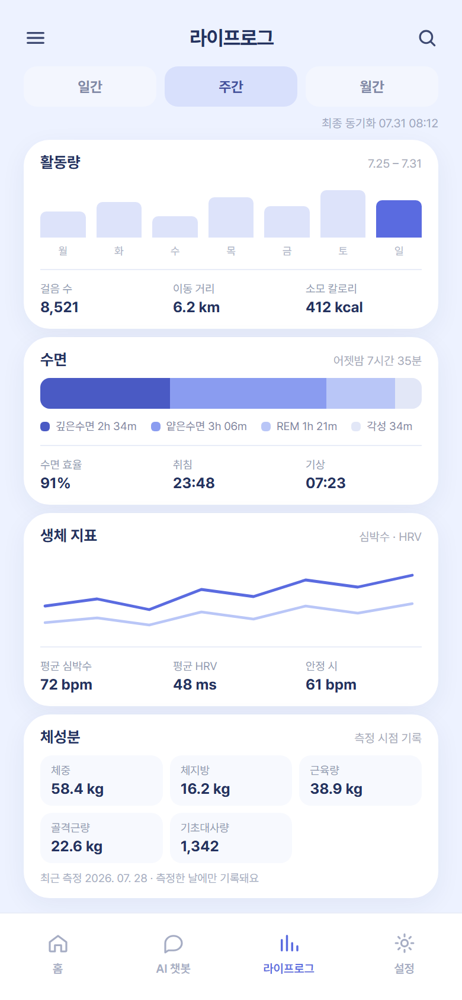 라이프로그
일간 주간 월간
최종 동기화 07.31 08:12
활동량 7.25 – 7.31
월 화 수 목 금 토 일
걸음 수 이동 거리 소모 칼로리
8,521 6.2 km 412 kcal
수면 어젯밤 7시간 35분
깊은수면 2h 34m 얕은수면 3h 06m REM 1h 21m 각성 34m
수면 효율 취침 기상
91% 23:48 07:23
생체 지표 심박수 · HRV
평균 심박수 평균 HRV 안정 시
72 bpm 48 ms 61 bpm
체성분 측정 시점 기록
체중 체지방 근육량
58.4 kg 16.2 kg 38.9 kg
골격근량 기초대사량
22.6 kg 1,342
최근 측정 2026. 07. 28 · 측정한 날에만 기록돼요
홈 AI 챗봇 라이프로그 설정